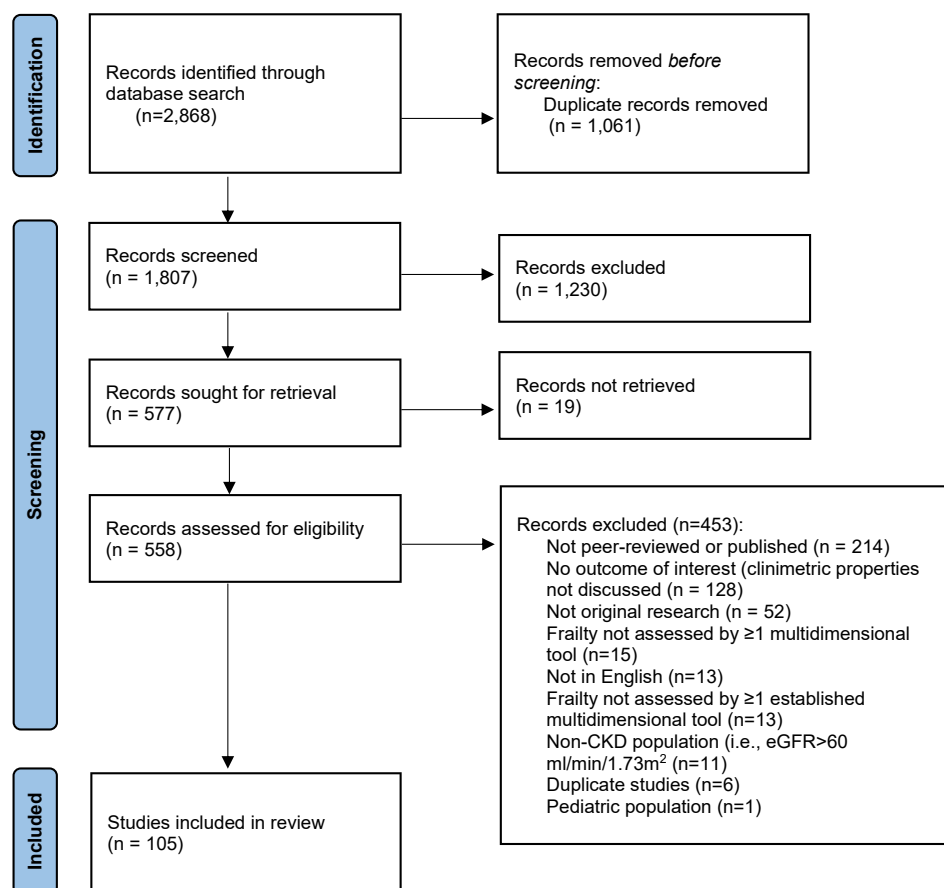 Identification
Records identified through
database search
(n=2,868)
Records removed before
screening:
Duplicate records removed
(n = 1,061)
Screening
Records screened
(n = 1,807)
Records excluded
(n = 1,230)
Records sought for retrieval
(n = 577)
Records not retrieved
(n = 19)
Records assessed for eligibility
(n = 558)
Records excluded (n=453):
Not peer-reviewed or published (n = 214)
No outcome of interest (clinimetric properties
not discussed (n = 128)
Not original research (n = 52)
Frailty not assessed by ≥1 multidimensional
tool (n=15)
Not in English (n=13)
Frailty not assessed by ≥1 established
multidimensional tool (n=13)
Non-CKD population (i.e., eGFR>60
ml/min/1.73m² (n=11)
Duplicate studies (n=6)
Pediatric population (n=1)
Included
Studies included in review
(n = 105)